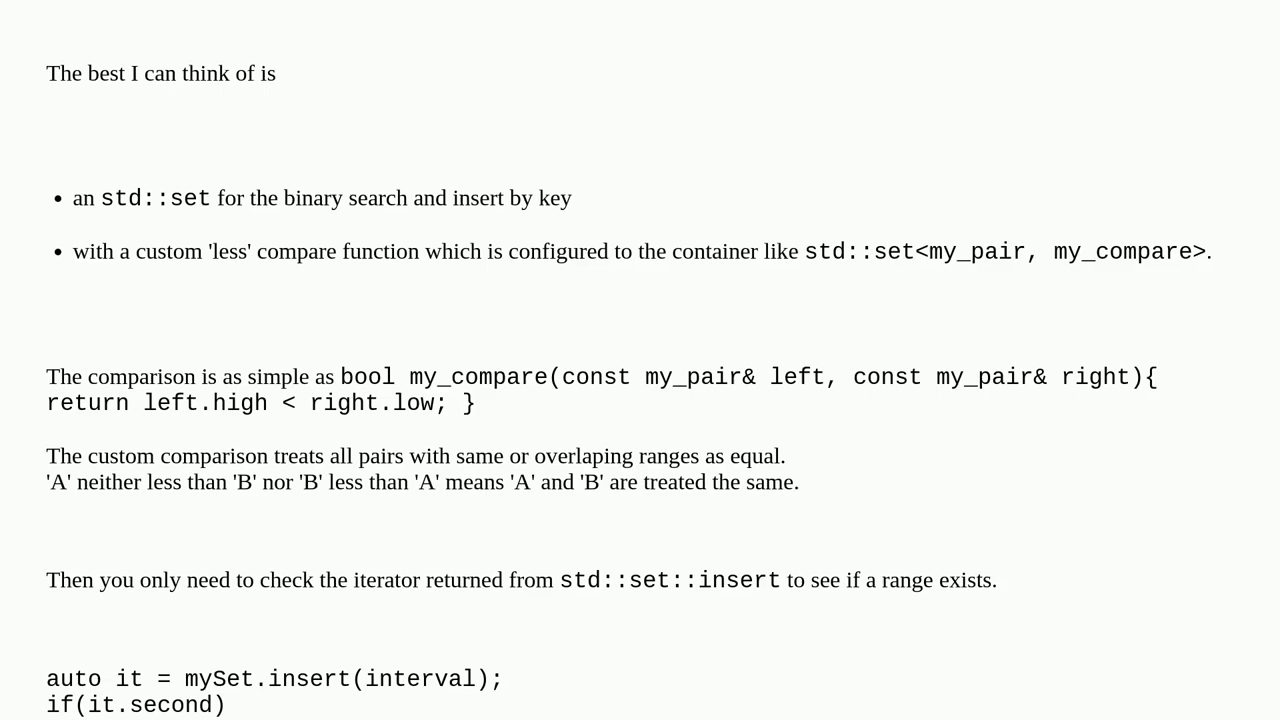 The best I can think of is
• an std::set for the binary search and insert by key
• with a custom 'less' compare function which is configured to the container like std::set<my_pair, my_compare>.
The comparison is as simple as bool my_compare(const my_pair& left, const my_pair& right){
return left.high < right.low; }
The custom comparison treats all pairs with same or overlaping ranges as equal.
'A' neither less than 'B' nor 'B' less than 'A' means 'A' and 'B' are treated the same.
Then you only need to check the iterator returned from std::set::insert to see if a range exists.
auto it = mySet.insert(interval);
if(it.second)